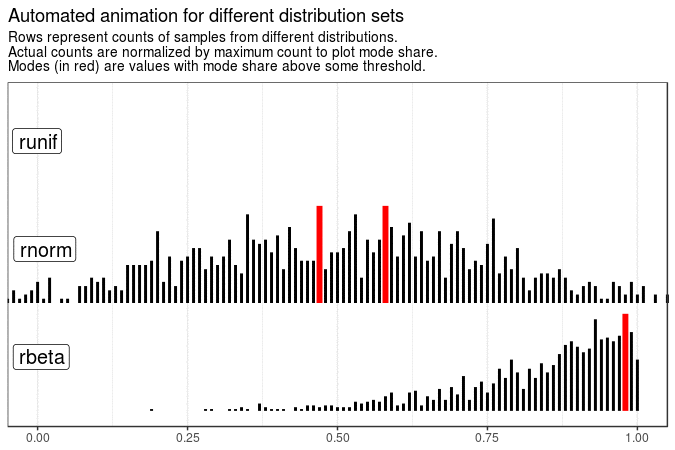 Automated animation for different distribution sets
Rows represent counts of samples from different distributions.
Actual counts are normalized by maximum count to plot mode share.
Modes (in red) are values with mode share above some threshold.
runif
rnorm
rbeta
0.00 0.25 0.50 0.75 1.00